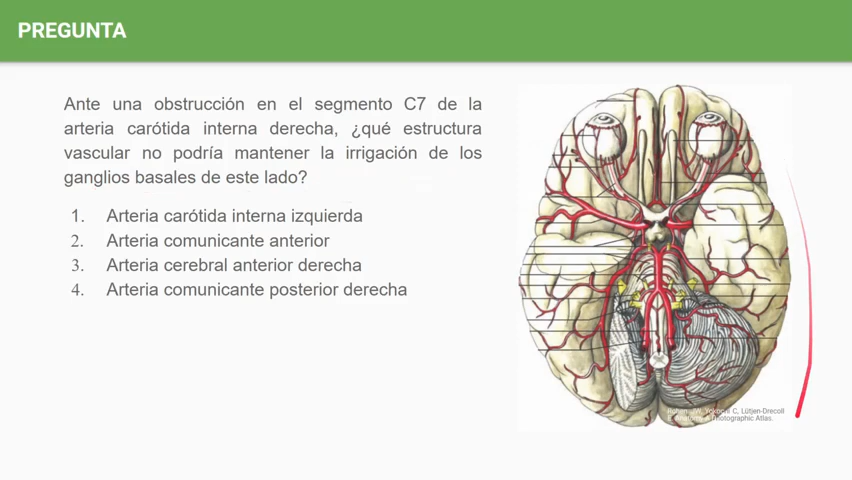 PREGUNTA
Ante una obstrucción en el segmento C7 de la
arteria carótida interna derecha, ¿qué estructura
vascular no podría mantener la irrigación de los
ganglios basales de este lado?
1. Arteria carótida interna izquierda
2. Arteria comunicante anterior
3. Arteria cerebral anterior derecha
4. Arteria comunicante posterior derecha
C, Lütjen-Drecoll
Atlas.